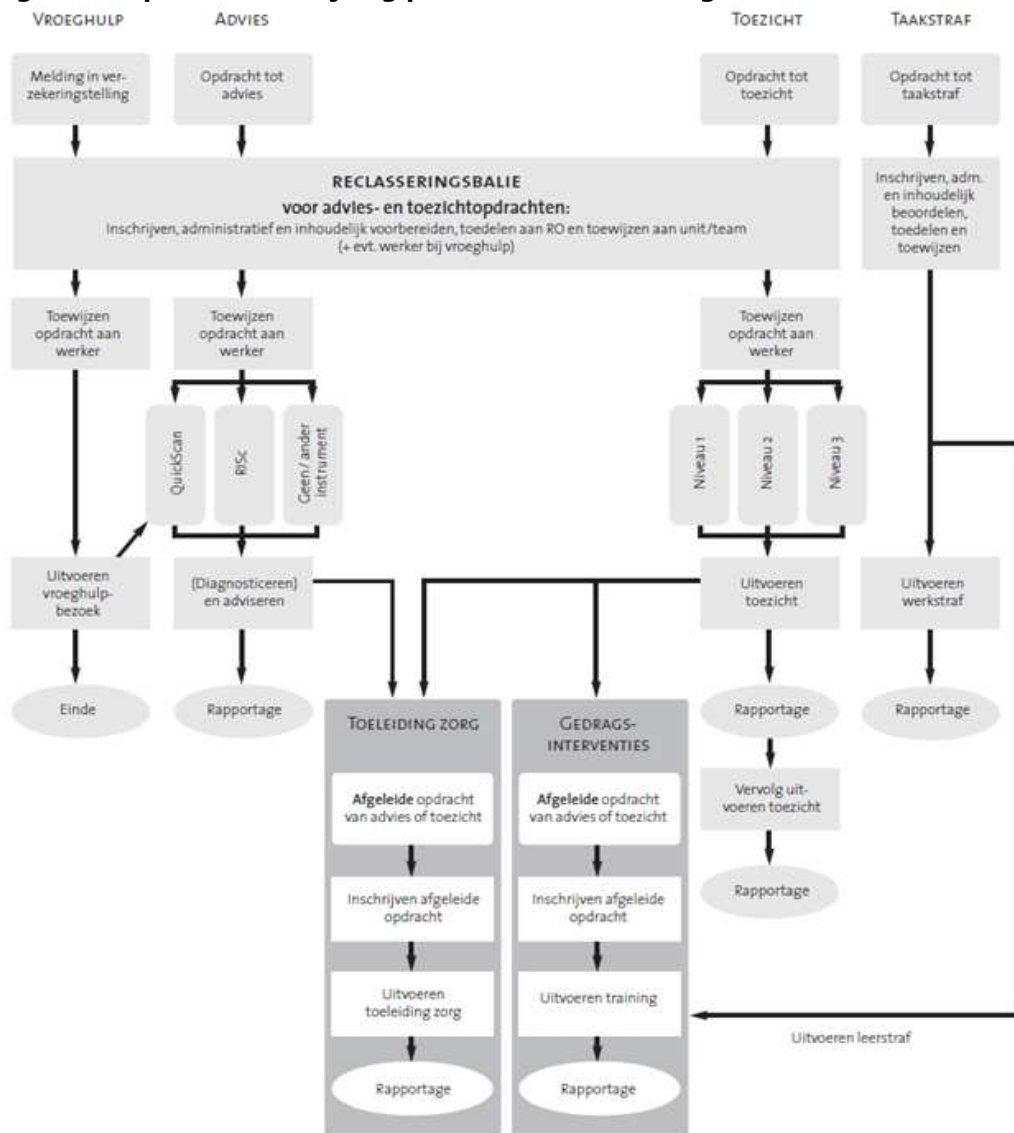 VROEGHULP
ADVIES
TOEZICHT
TAAKSTRAF
Melding in ver-
zekeringstelling
Opdracht tot
advies
Opdracht tot
toezicht
Opdracht tot
taakstraf
RECLASSERINGSBALIE
voor advies- en toezichtopdrachten:
Inschrijven, administratief en inhoudelijk voorbereiden, toedelen aan RO en toewijzen aan unit/team
(+ evt. werker bij vroeghulp)
Inschrijven, adm.
en inhoudelijk
beoordelen,
toedelen en
toewijzen
Toewijzen
opdracht aan
werker
Toewijzen
opdracht aan
werker
Toewijzen
opdracht aan
werker
QuickScan
RISc
Geen / ander
instrument
Niveau 1
Niveau 2
Niveau 3
Uitvoeren
vroeghulp-
bezoek
(Diagnosticeren)
en adviseren
Uitvoeren
toezicht
Uitvoeren
werkstraf
Einde
Rapportage
Rapportage
Rapportage
TOELEIDING ZORG
Afgeleide opdracht
van advies of toezicht
Inschrijven afgeleide
opdracht
Uitvoeren
toeleiding zorg
Rapportage
GEDRAGS-
INTERVENTIES
Afgeleide opdracht
van advies of toezicht
Inschrijven afgeleide
opdracht
Uitvoeren training
Rapportage
Vervolg uit-
voeren toezicht
Rapportage
Uitvoeren leerstraf